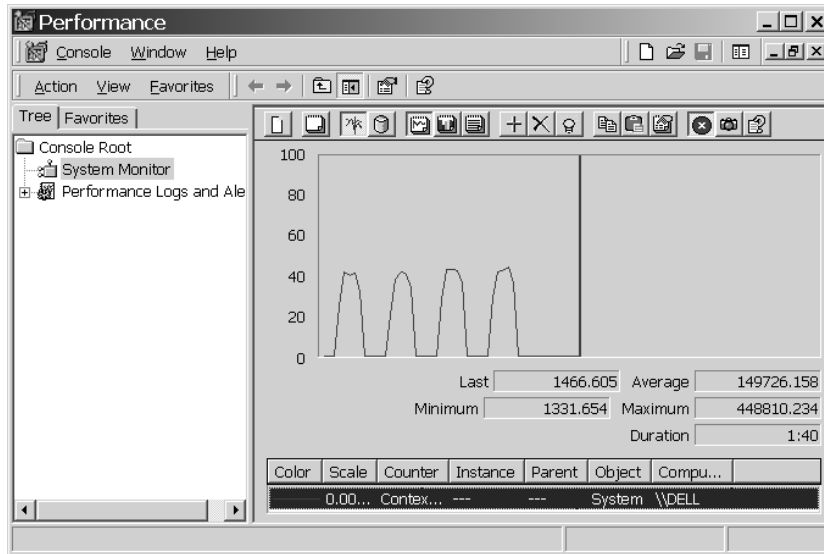 Performance
Console Window Help
Action View Favorites
Tree Favorites
Console Root
System Monitor
Performance Logs and Ale
100
80
60
40
20
0
Last 1466.605 Average 149726.158
Minimum 1331.654 Maximum 448810.234
Duration 1:40
Color Scale Counter Instance Parent Object Compu...
0.00... Contex... --- --- System \\DELL